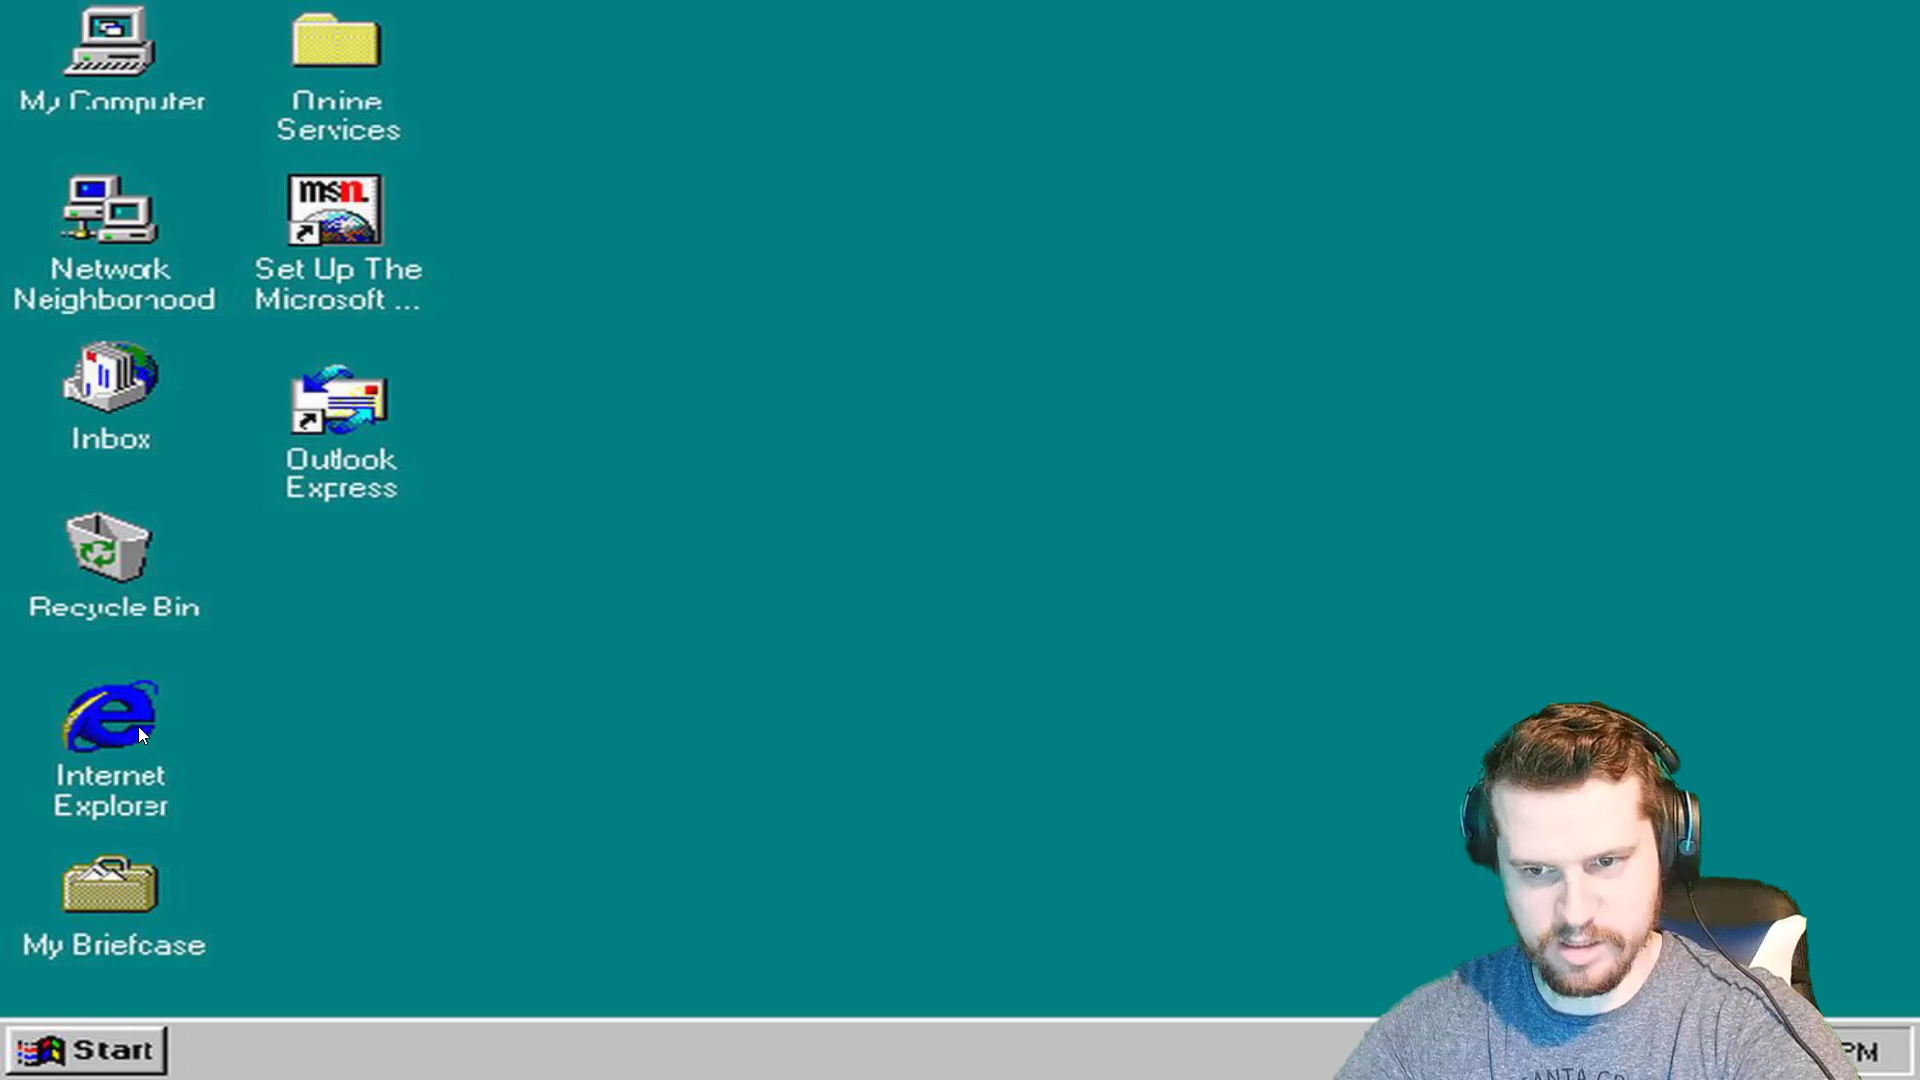 My Computer
Online
Services
msn.
Network
Neighborhood
Set Up The
Microsoft ...
Inbox
Outlook
Express
Recycle Bin
Internet
Explorer
My Briefcase
Start
PM